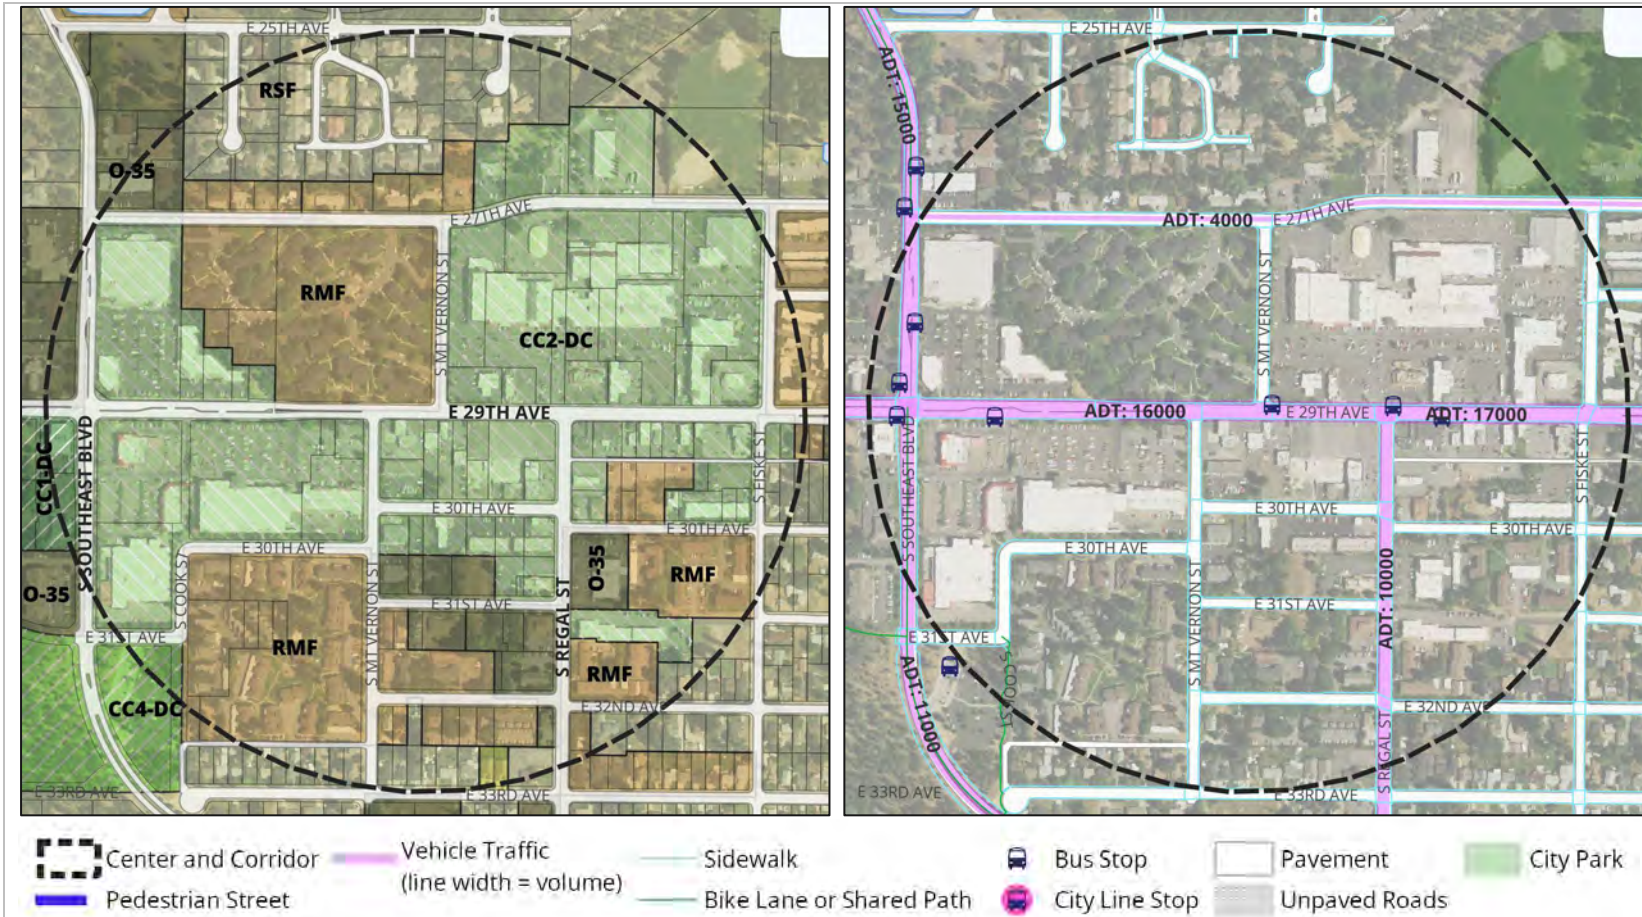 E 25TH AVE
RSF
O-35
E 27TH AVE
RMF
S MT VERNON ST
CC2-DC
E 29TH AVE
CC1-DC
S SOUTHEAST BLVD
S FISKE ST
E 30TH AVE
E 30TH AVE
E 30TH AVE
O-35
O-35
RMF
S COOK ST
S MT VERNON ST
E 31ST AVE
S REGAL ST
E 31ST AVE
RMF
RMF
CC4-DC
E 32ND AVE
E 33RD AVE
E 33RD AVE
E 25TH AVE
ADT: 15000
ADT: 4000
E 27TH AVE
S MT VERNON ST
ADT: 16000
E 29TH AVE
ADT: 17000
S SOUTHEAST BLVD
S FISKE ST
E 30TH AVE
E 30TH AVE
E 30TH AVE
S MT VERNON ST
E 31ST AVE
ADT: 10000
E 31ST AVE
S COOK ST
ADT: 11000
E 32ND AVE
S REGAL ST
E 33RD AVE
E 33RD AVE
Center and Corridor
Pedestrian Street
Vehicle Traffic
(line width = volume)
Sidewalk
Bike Lane or Shared Path
Bus Stop
City Line Stop
Pavement
Unpaved Roads
City Park